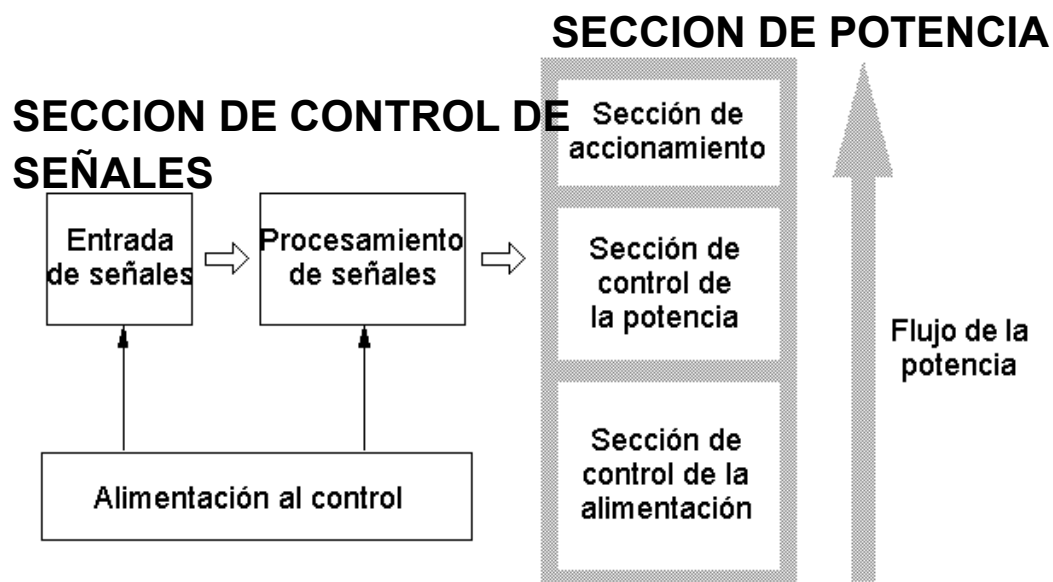 SECCION DE POTENCIA
SECCION DE CONTROL DE
SEÑALES
Sección de
accionamiento
Entrada
de señales
Procesamiento
de señales
Sección de
control de
la potencia
Flujo de la
potencia
Alimentación al control
Sección de
control de la
alimentación